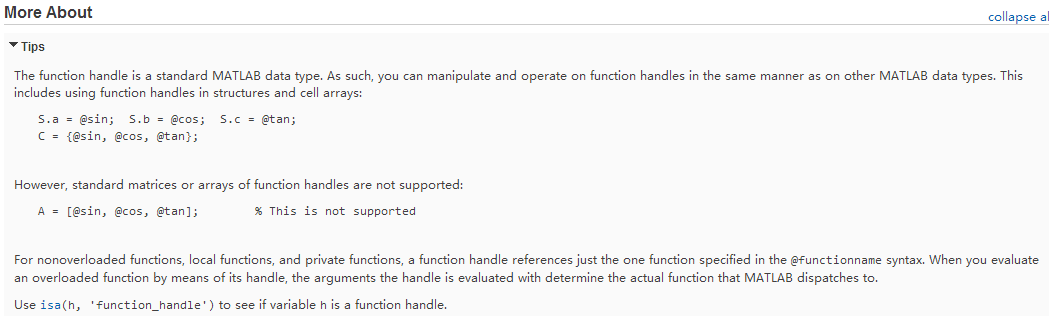 More About
collapse al
Tips
The function handle is a standard MATLAB data type. As such, you can manipulate and operate on function handles in the same manner as on other MATLAB data types. This
includes using function handles in structures and cell arrays:
S.a = @sin;  S.b = @cos;  S.c = @tan;
C = {@sin, @cos, @tan};
However, standard matrices or arrays of function handles are not supported:
A = [@sin, @cos, @tan];        % This is not supported
For nonoverloaded functions, local functions, and private functions, a function handle references just the one function specified in the @functionname syntax. When you evaluate
an overloaded function by means of its handle, the arguments the handle is evaluated with determine the actual function that MATLAB dispatches to.
Use isa(h, 'function_handle') to see if variable h is a function handle.